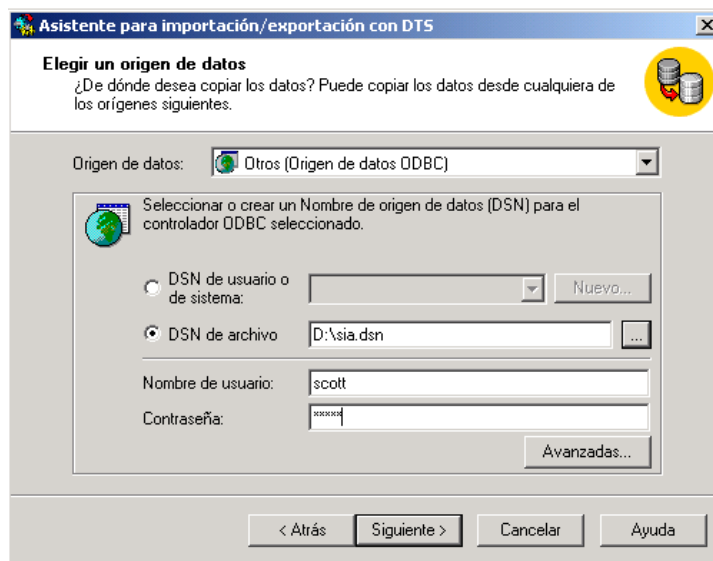 Asistente para importación/exportación con DTS
Elegir un origen de datos
¿De dónde desea copiar los datos? Puede copiar los datos desde cualquiera de
los orígenes siguientes.
Origen de datos: Otros (Origen de datos ODBC)
Seleccionar o crear un Nombre de origen de datos (DSN) para el
controlador ODBC seleccionado.
DSN de usuario o
de sistema:
Nuevo...
DSN de archivo D:\sia.dsn ...
Nombre de usuario: scott
Contraseña: *****
Avanzadas...
< Atrás Siguiente > Cancelar Ayuda